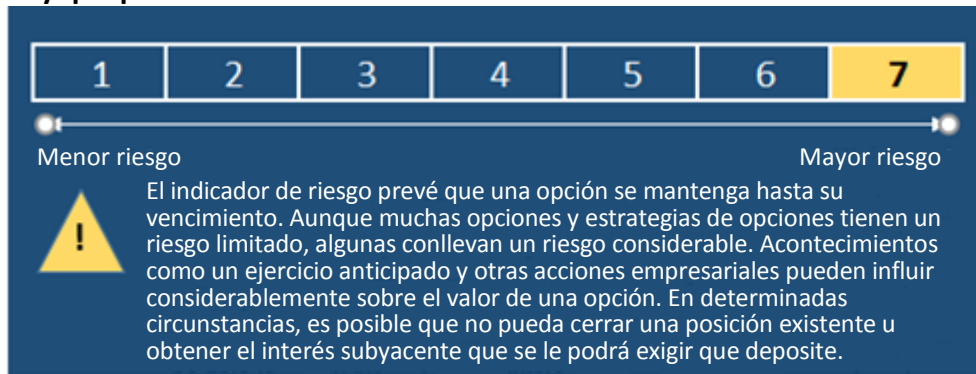 1 2 3 4 5 6 7
Menor riesgo Mayor riesgo
El indicador de riesgo prevé que una opción se mantenga hasta su
vencimiento. Aunque muchas opciones y estrategias de opciones tienen un
riesgo limitado, algunas conllevan un riesgo considerable. Acontecimientos
como un ejercicio anticipado y otras acciones empresariales pueden influir
considerablemente sobre el valor de una opción. En determinadas
circunstancias, es posible que no pueda cerrar una posición existente u
obtener el interés subyacente que se le podrá exigir que deposite.
!